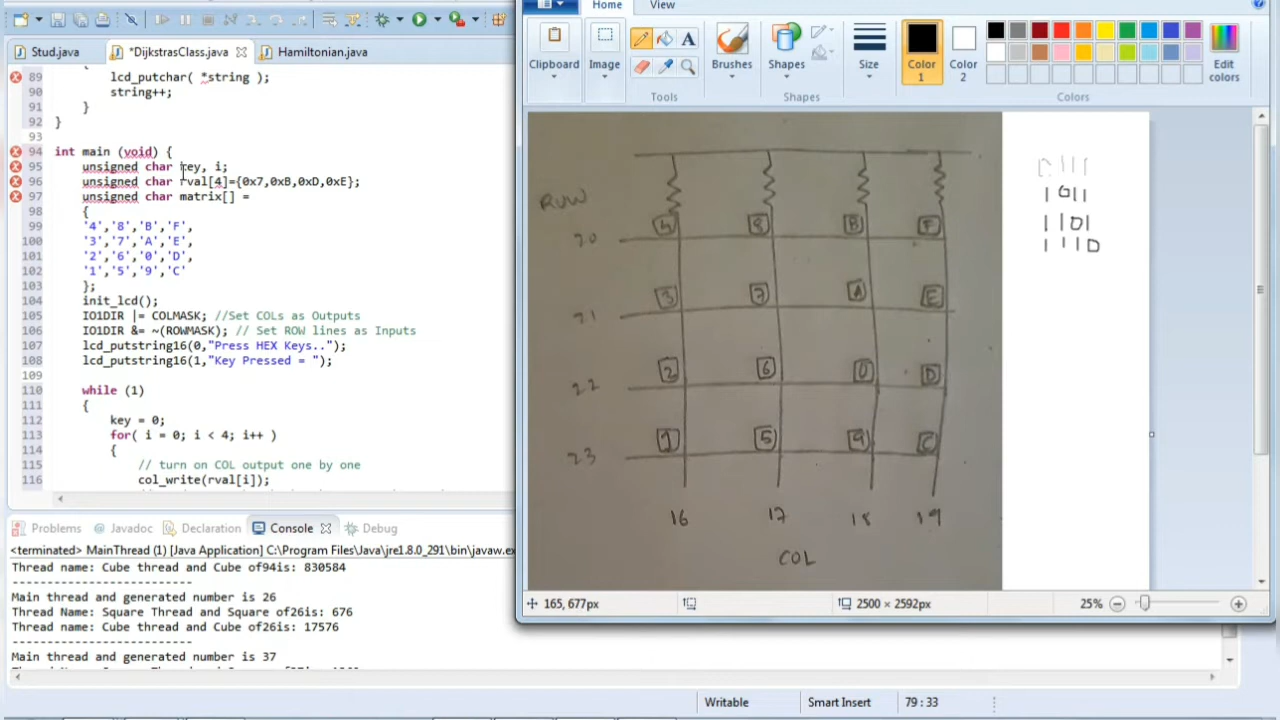 Home
View
Stud.java
*DijkstrasClass.java
Hamiltonian.java
Clipboard
Image
Brushes
Shapes
Size
Color 1
Color 2
Edit colors
Tools
Shapes
Colors
89 lcd_putchar( *string );
90 string++;
91 }
92 }
93
94 int main (void) {
95 unsigned char key, i;
96 unsigned char rval[4]={0x7,0xB,0xD,0xE};
97 unsigned char matrix[] =
98 {
99 '4','8','B','F',
100 '3','7','A','E',
101 '2','6','0','D',
102 '1','5','9','C'
103 };
104 init_lcd();
105 IO1DIR |= COLMASK; //Set COLs as Outputs
106 IO1DIR &= ~(ROWMASK); // Set ROW lines as Inputs
107 lcd_putstring16(0,"Press HEX Keys..");
108 lcd_putstring16(1,"Key Pressed = ");
110 while (1)
111 {
112 key = 0;
113 for( i = 0; i < 4; i++ )
114 {
115 // turn on COL output one by one
116 col_write(rval[i]);
ROW
20 4 8 B F
21 3 7 A E
22 2 6 0 D
23 1 5 9 C
16 17 18 19
COL
0111
1011
1101
1110
Problems
Javadoc
Declaration
Console
Debug
<terminated> MainThread (1) [Java Application] C:\Program Files\Java\jre1.8.0_291\bin\javaw.ex
Thread name: Cube thread and Cube of94is: 830584
-------------------------
Main thread and generated number is 26
Thread Name: Square Thread and Square of26is: 676
Thread name: Cube thread and Cube of26is: 17576
-------------------------
Main thread and generated number is 37
165, 677px
2500 × 2592px
25%
Writable
Smart Insert
79 : 33